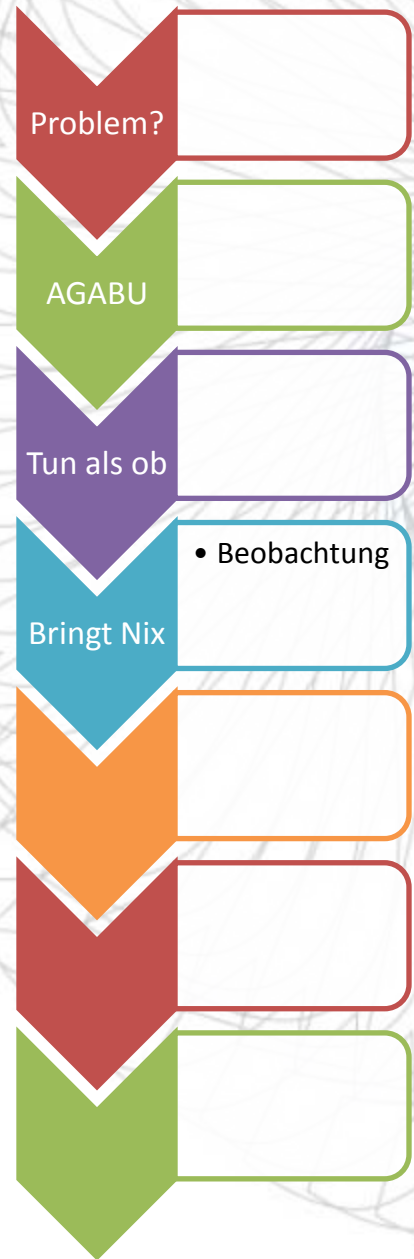 Problem?
AGABU
Tun als ob
• Beobachtung
Bringt Nix